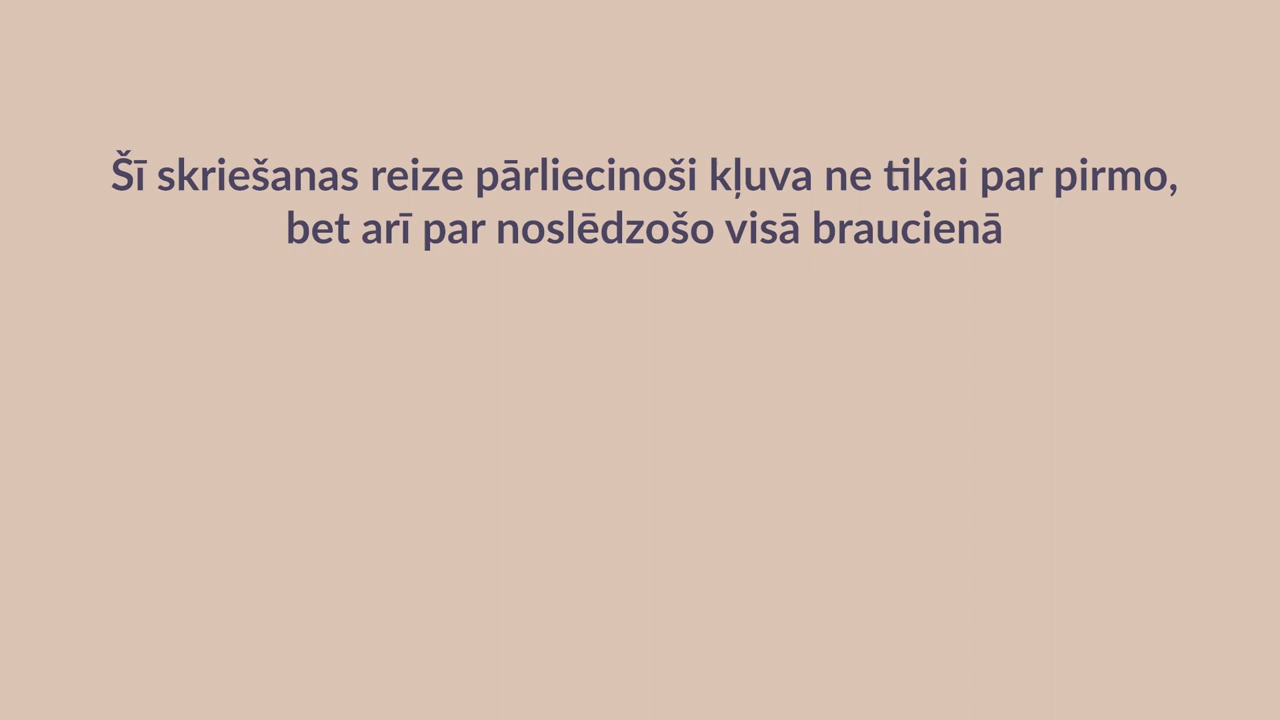 Šī skriešanas reize pārliecinoši kļuva ne tikai par pirmo,
bet arī par noslēdzošo visā braucienā